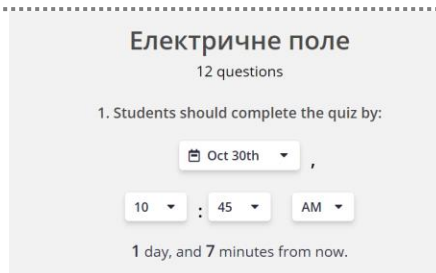 Електричне поле
12 questions
1. Students should complete the quiz by:
Oct 30th ,
10 : 45 AM
1 day, and 7 minutes from now.